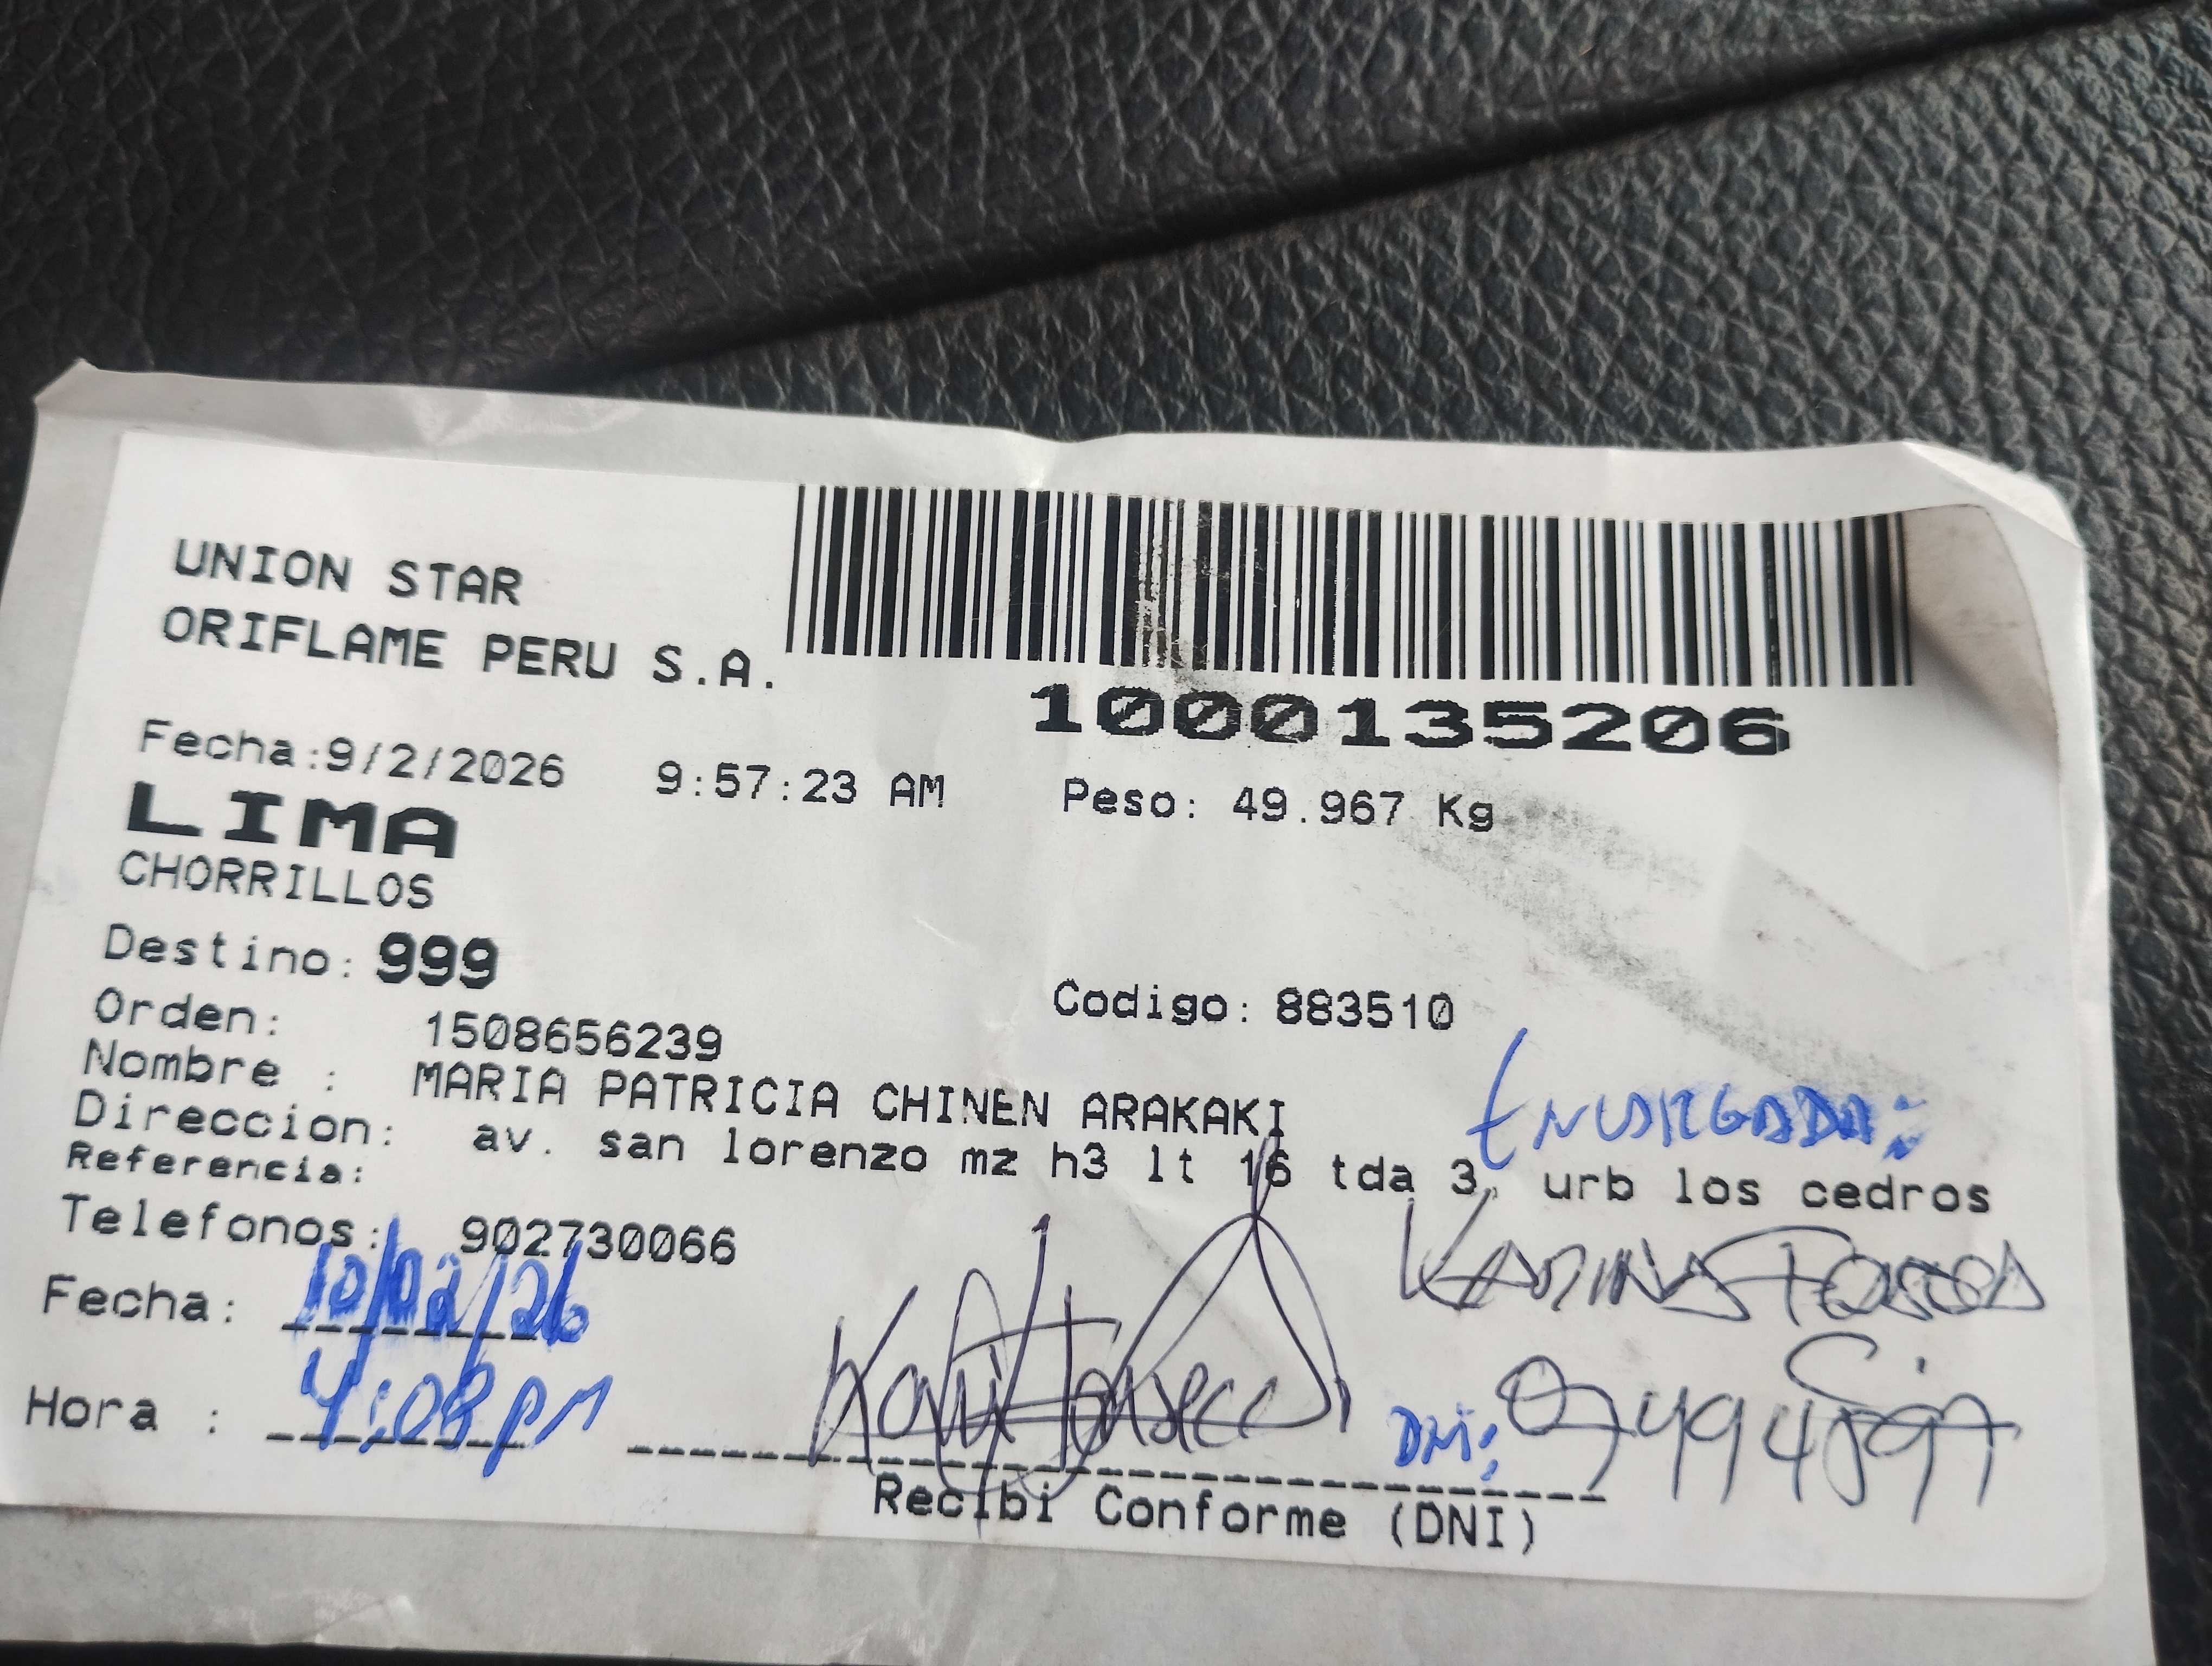 UNION STAR
ORIFLAME PERU S.A.
1000135206
Fecha:9/2/2026 9:57:23 AM Peso: 49.967 Kg
LIMA
CHORRILLOS
Destino: 999
Orden: 1508656239 Codigo: 883510
Nombre : MARIA PATRICIA CHINEN ARAKAKI
Direccion: av. san lorenzo mz h3 lt 16 tda 3, urb los cedros
Referencia:
Telefonos: 902730066
Fecha: 10/02/26
Hora : 4:08 pm
DNI:
Recibi Conforme (DNI)